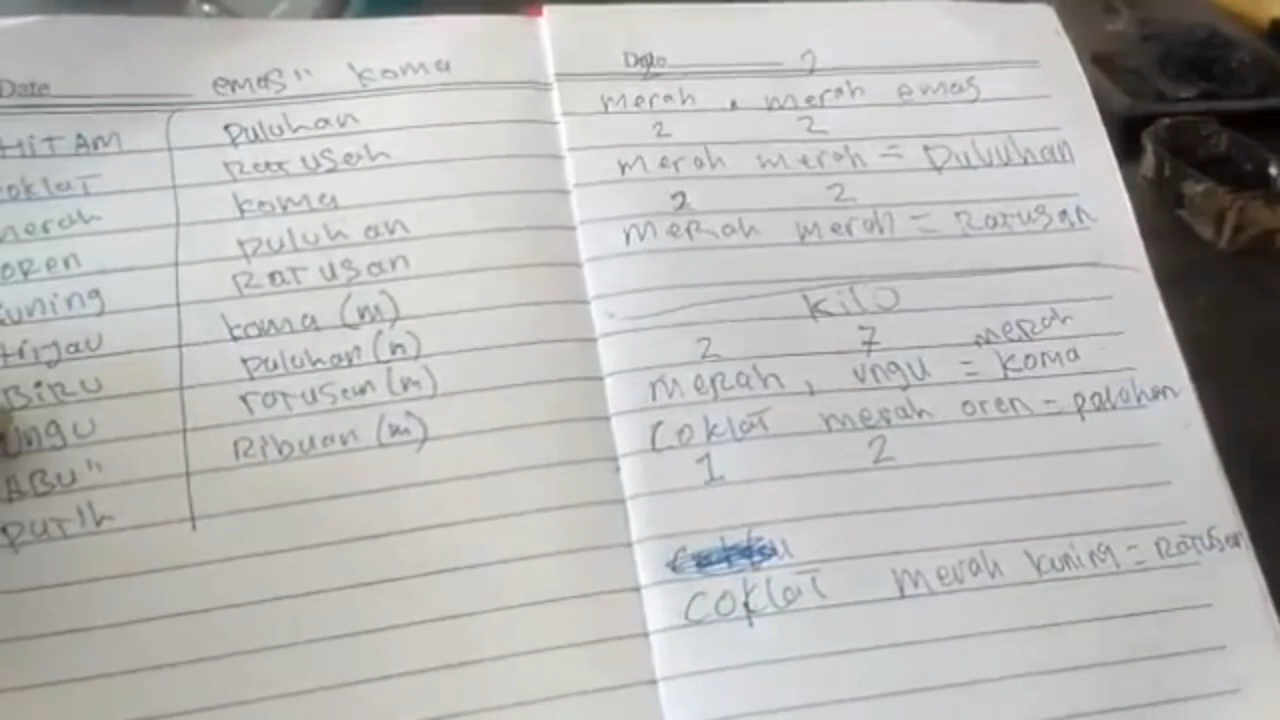 Date emas" koma
HITAM puluhan
coklat Ratusan
merah koma
oren puluhan
kuning Ratusan
Hijau koma (m)
BIRU puluhan (m)
ungu ratusan (m)
ABU" Ribuan (m)
PUTIh
2
merah , merah emas
2 2
merah merah = puluhan
2 2
merah merah = Ratusan
kilo
2 7 merah
merah, ungu = koma
coklat merah oren = puluhan
1 2
coklat merah kuning = Ratusan